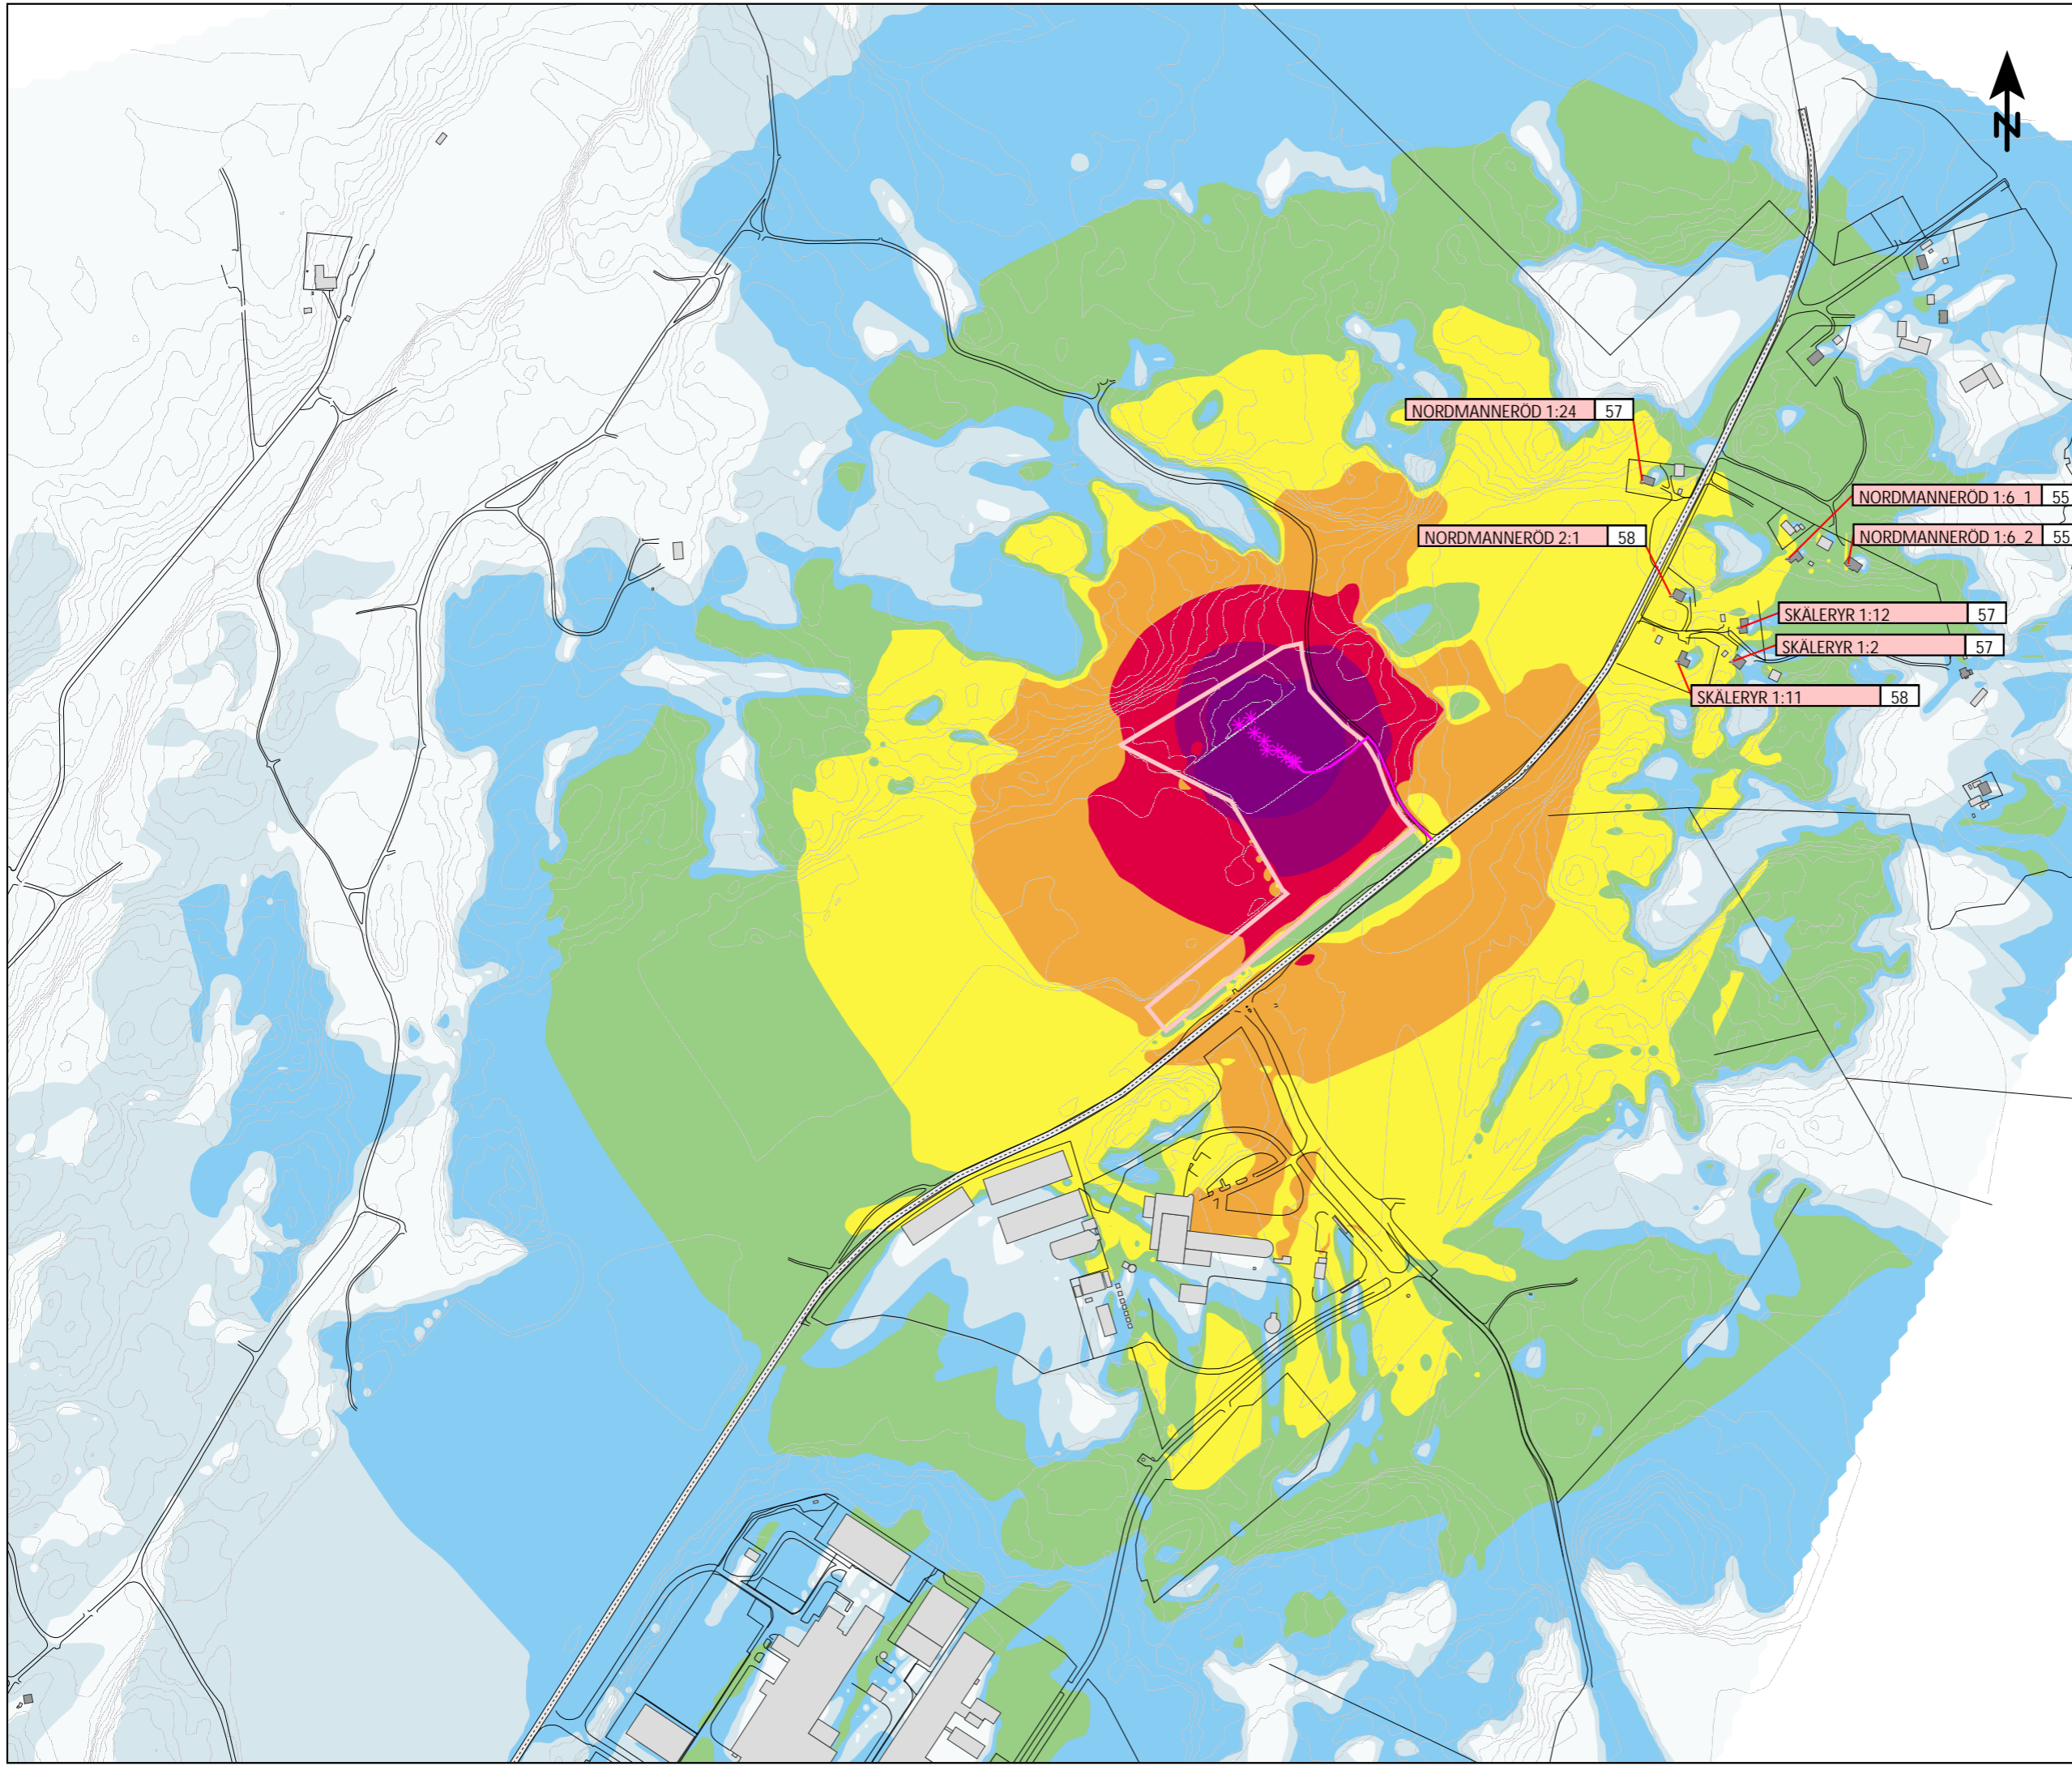 N
NORDMANNERÖD 1:24 57
NORDMANNERÖD 1:6_1 55
NORDMANNERÖD 2:1 58
NORDMANNERÖD 1:6_2 55
SKÄLERYR 1:12 57
SKÄLERYR 1:2 57
SKÄLERYR 1:11 58